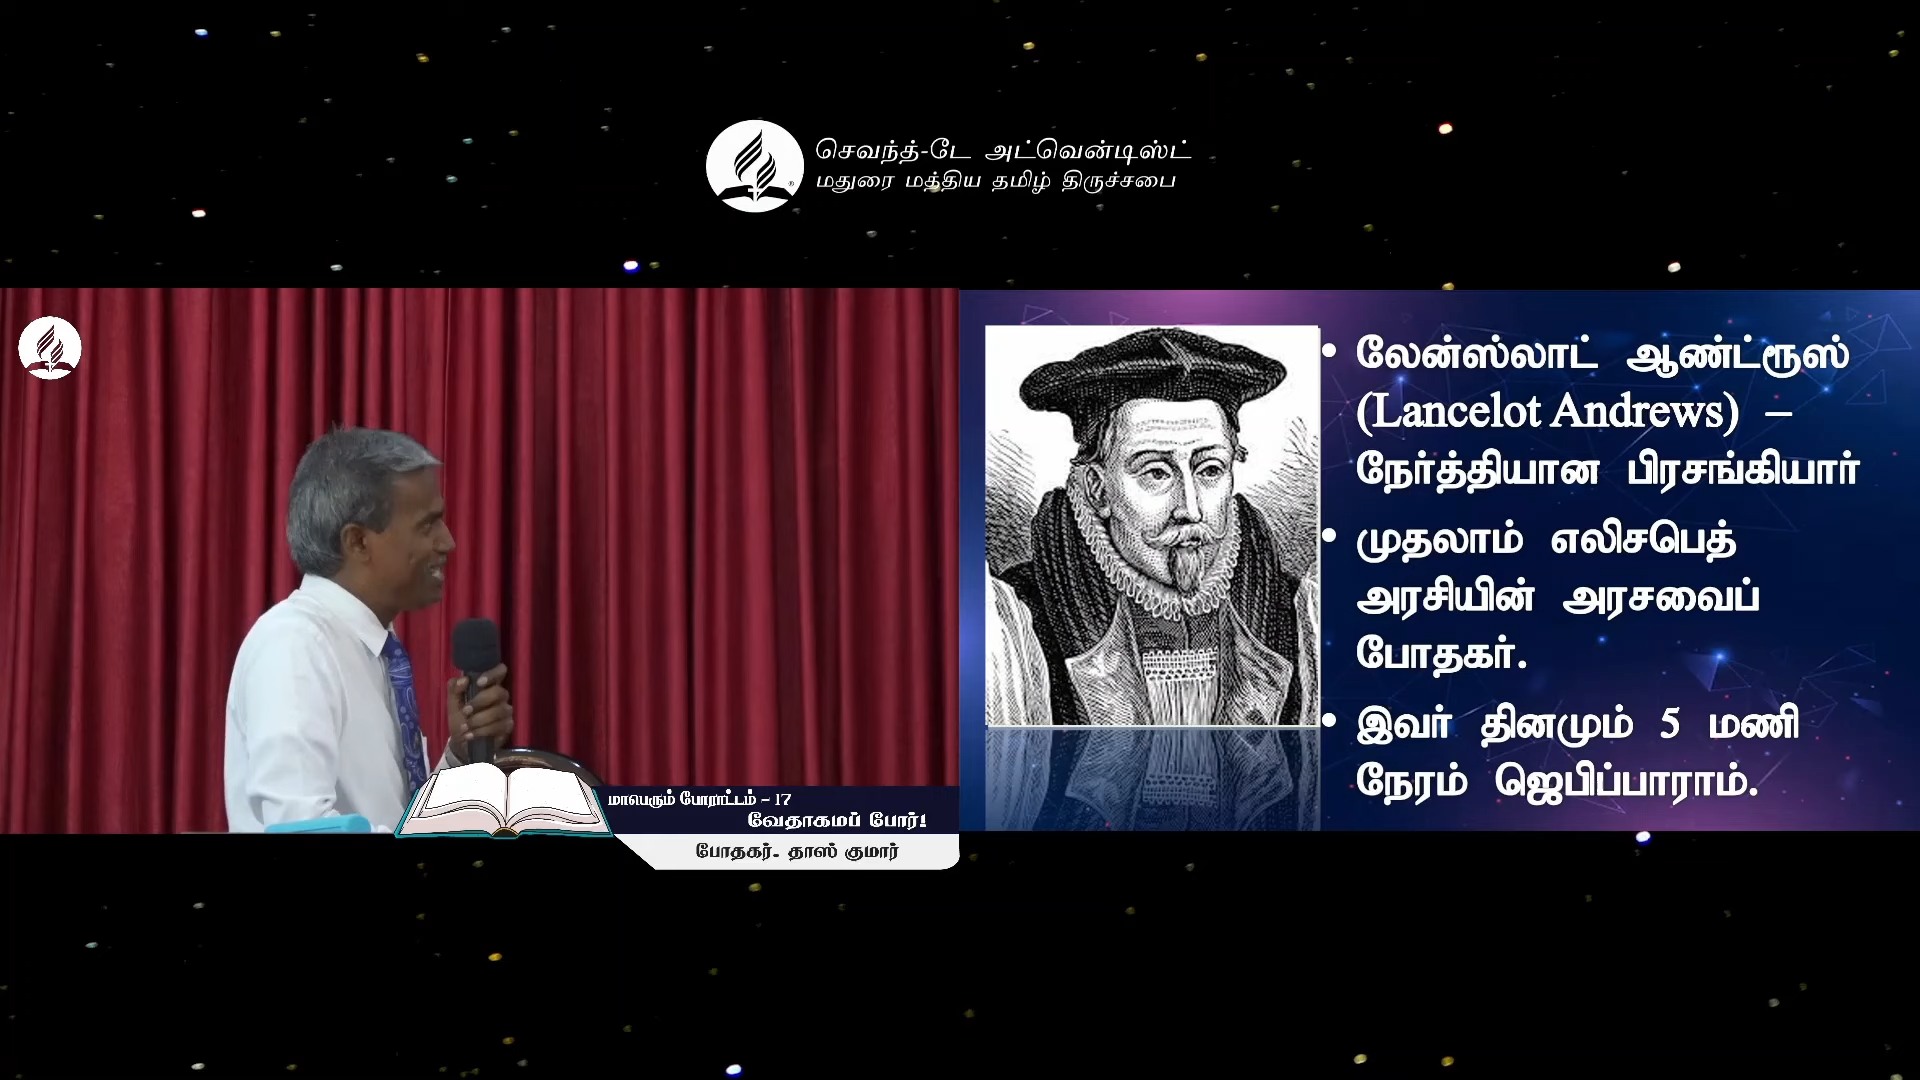 செவந்த்-டே அட்வென்டிஸ்ட்
மதுரை மத்திய தமிழ் திருச்சபை
• லேன்ஸ்லாட் ஆண்ட்ரூஸ்
(Lancelot Andrews) –
நேர்த்தியான பிரசங்கியார்
• முதலாம் எலிசபெத்
அரசியின் அரசவைப்
போதகர்.
• இவர் தினமும் 5 மணி
நேரம் ஜெபிப்பாராம்.
மாபெரும் போராட்டம் – 17
வேதாகமப் போர்!
போதகர். தாஸ் குமார்